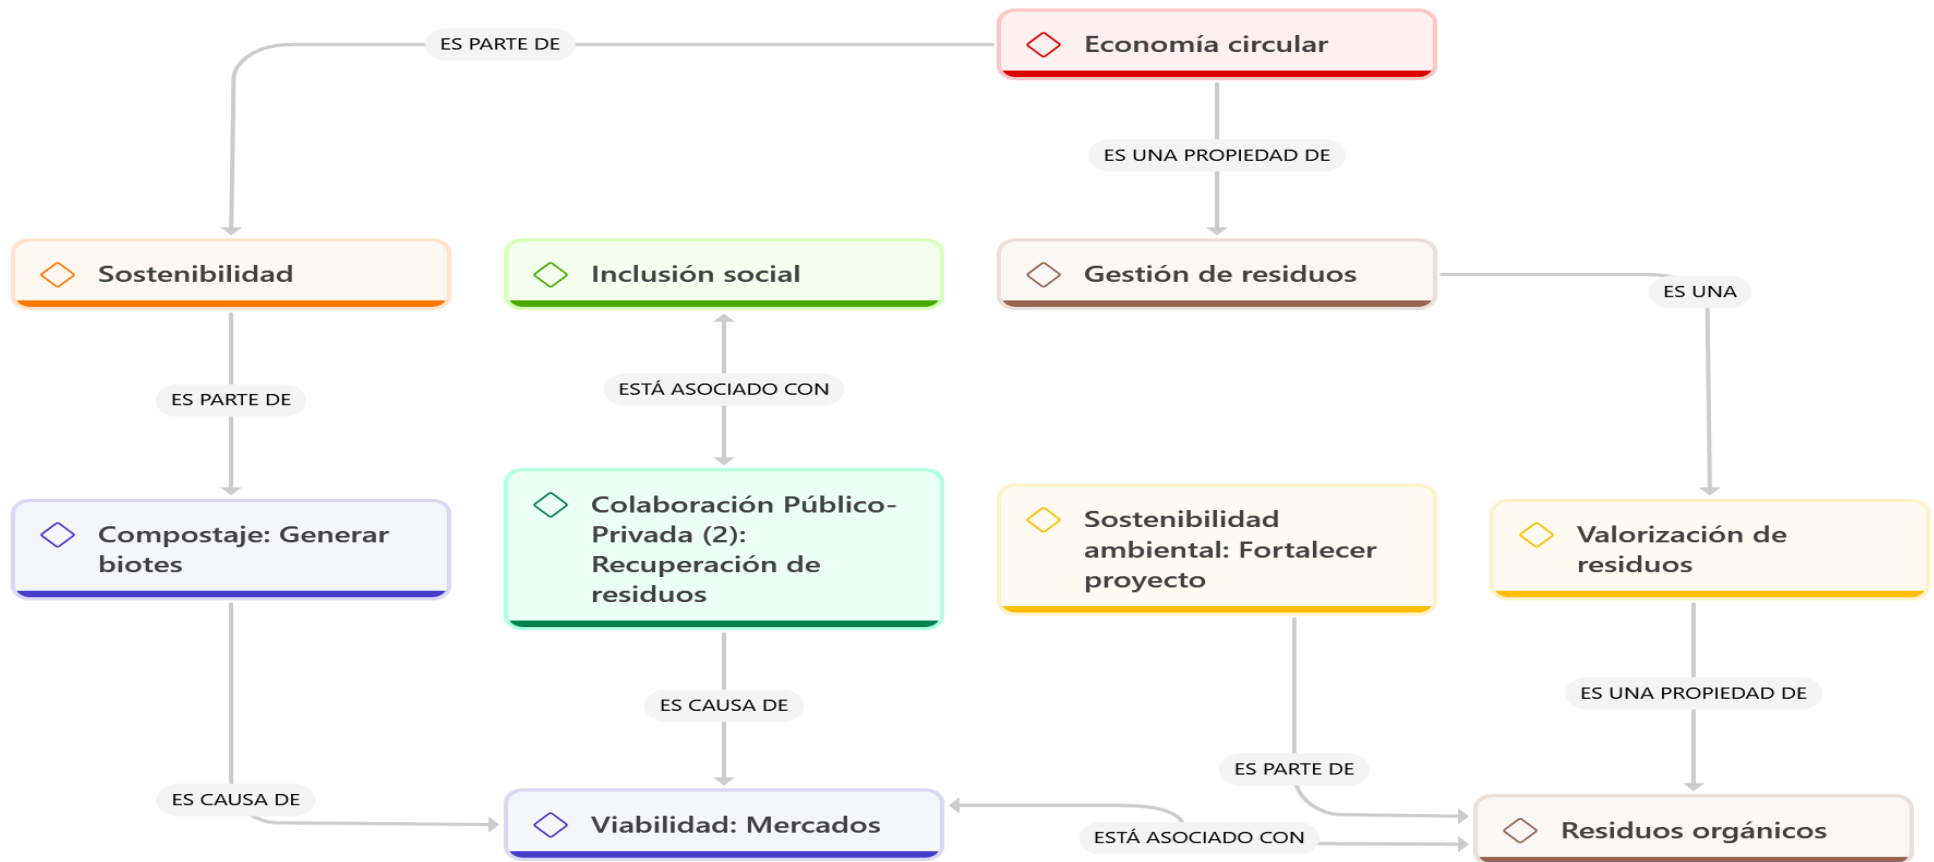 ES PARTE DE
Economía circular
ES UNA PROPIEDAD DE
Sostenibilidad
Inclusión social
Gestión de residuos
ES UNA
ES PARTE DE
ESTÁ ASOCIADO CON
Compostaje: Generar
biotes
Colaboración Público-
Privada (2):
Recuperación de
residuos
Sostenibilidad
ambiental: Fortalecer
proyecto
Valorización de
residuos
ES CAUSA DE
ES UNA PROPIEDAD DE
ES PARTE DE
ES CAUSA DE
Viabilidad: Mercados
ESTÁ ASOCIADO CON
Residuos orgánicos